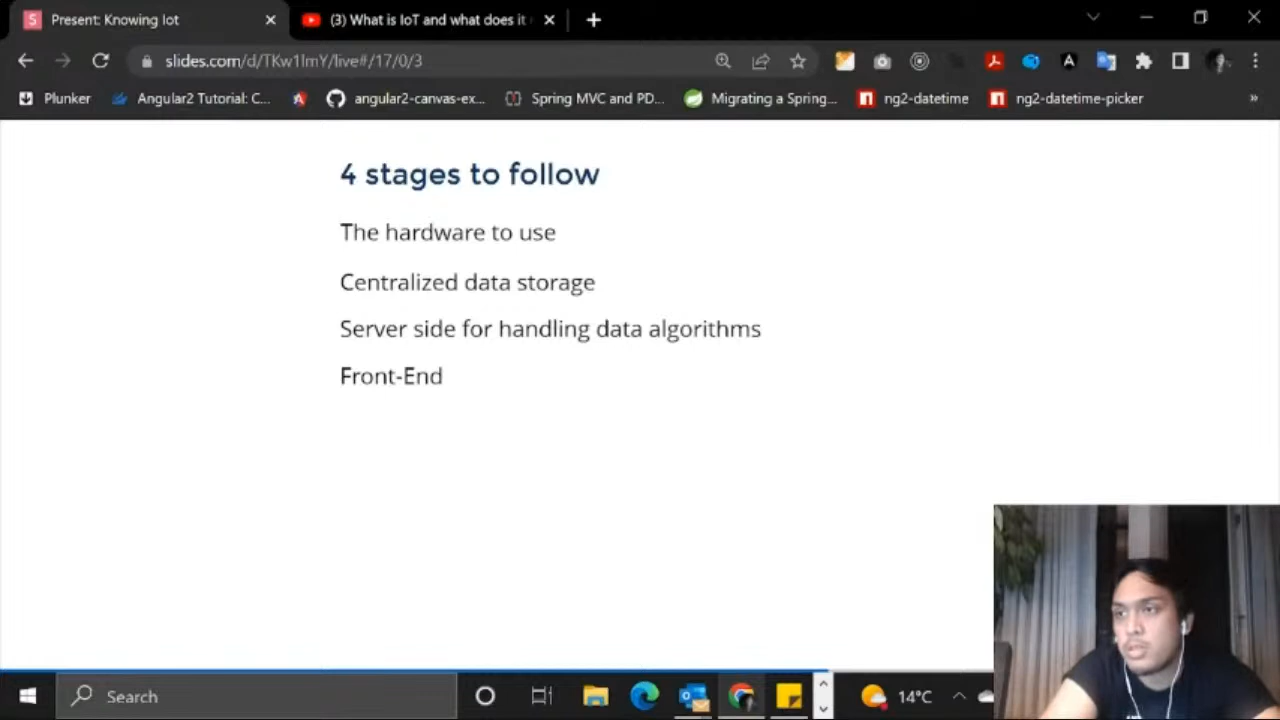 Present: Knowing Iot
(3) What is IoT and what does it
slides.com/d/TKw1lmY/live#/17/0/3
Plunker
Angular2 Tutorial: C...
angular2-canvas-ex...
Spring MVC and PD...
Migrating a Spring...
ng2-datetime
ng2-datetime-picker
4 stages to follow
The hardware to use
Centralized data storage
Server side for handling data algorithms
Front-End
Search
14°C